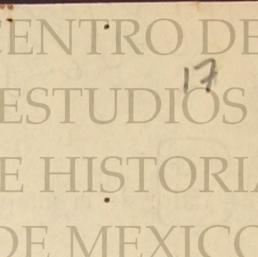 CENTRO DE
17
ESTUDIOS
E HISTORIA
DE MEXICO